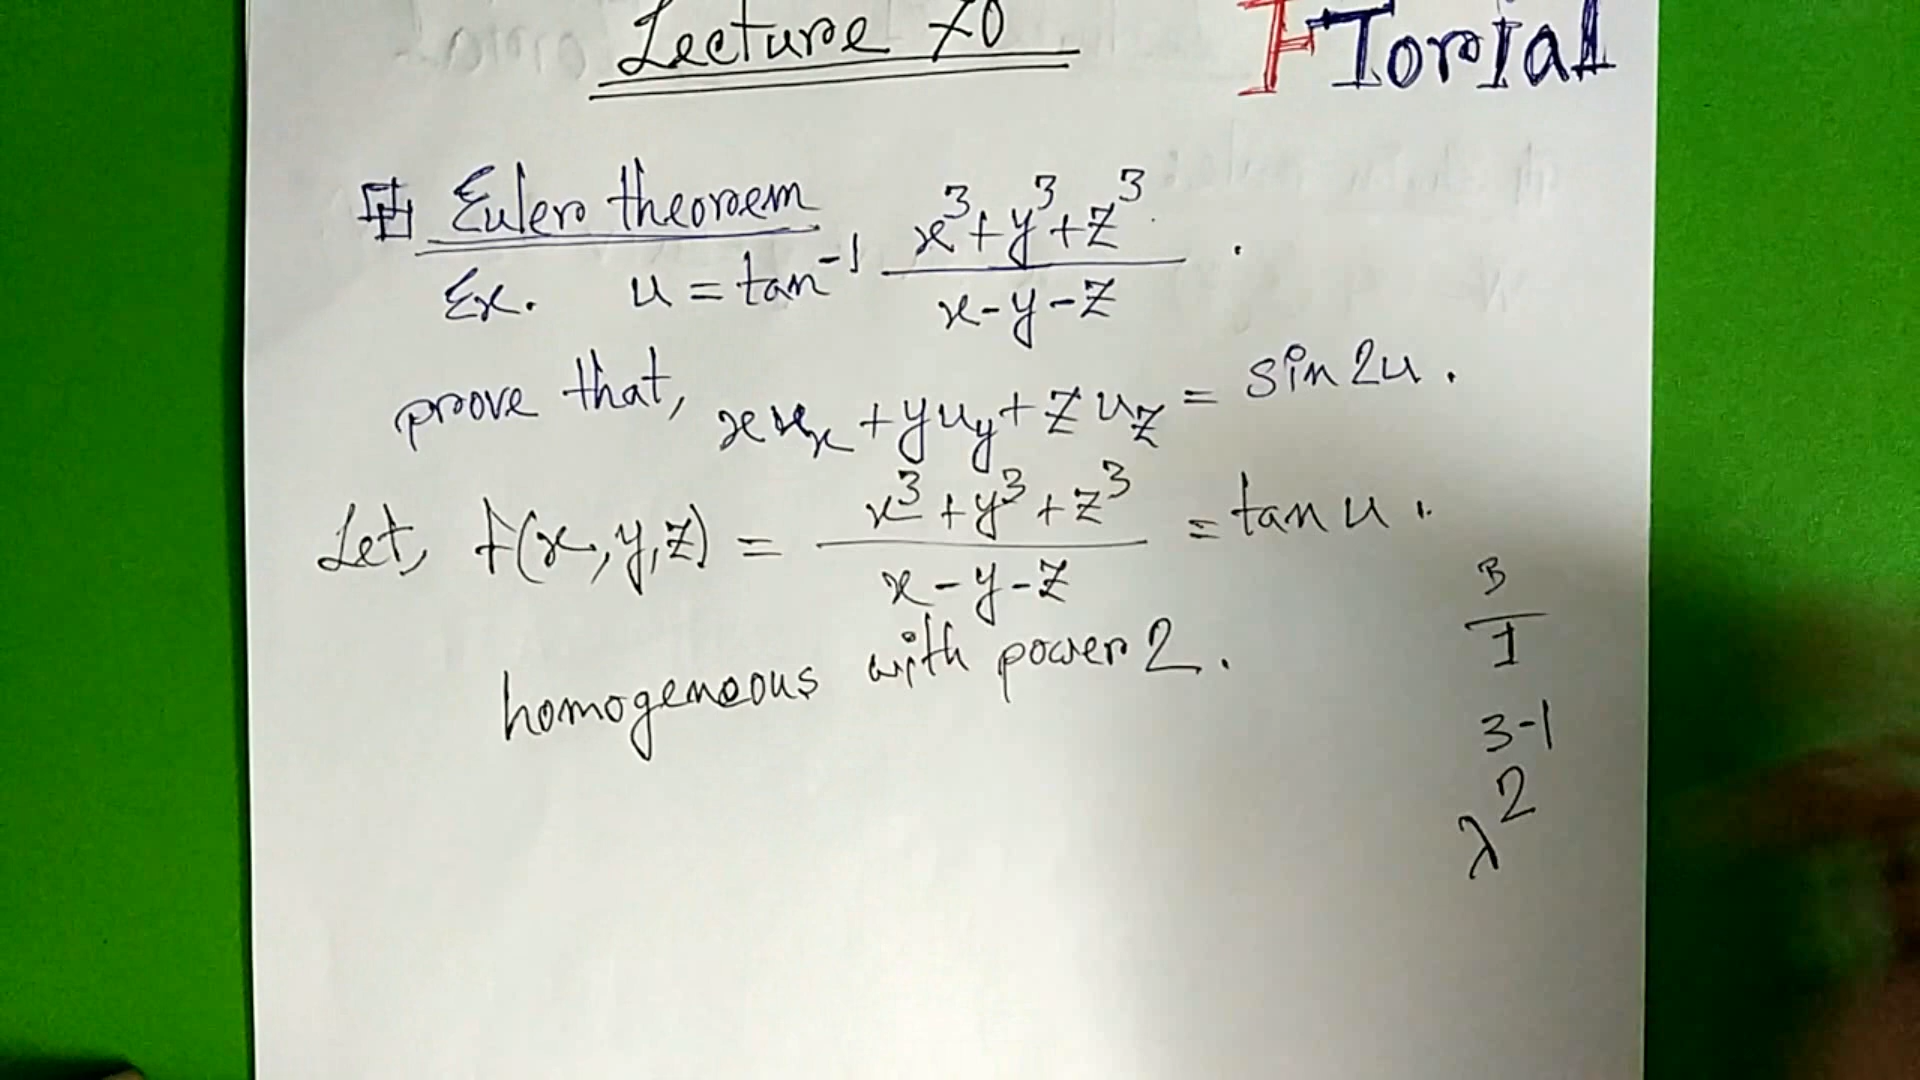 Lecture 70
FTorial
Euler theorem
Ex. u = tan⁻¹ (x³+y³+z³)/(x-y-z) .
prove that, xuₓ + yu_y + zu_z = sin 2u .
Let, f(x,y,z) = (x³+y³+z³)/(x-y-z) = tan u .
homogeneous with power 2 .
3
1
3-1
λ²